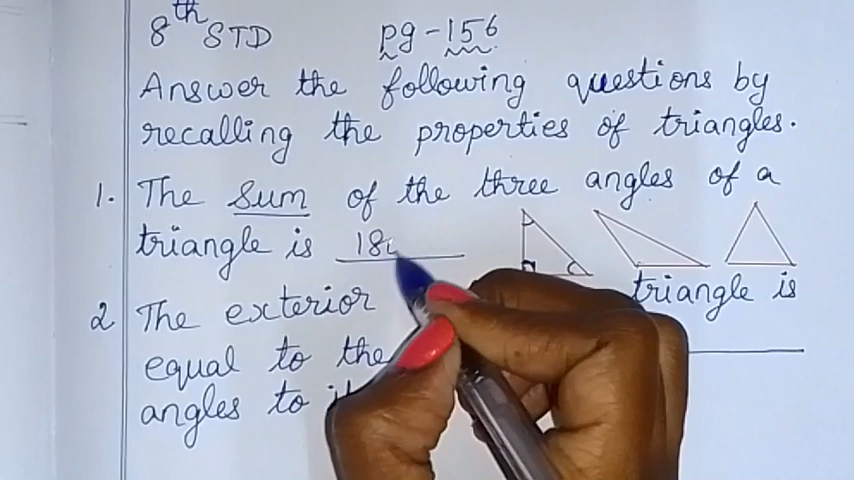 8th STD pg-156
Answer the following questions by
recalling the properties of triangles.
1. The sum of the three angles of a
triangle is 18
2 The exterior triangle is
equal to the
angles to